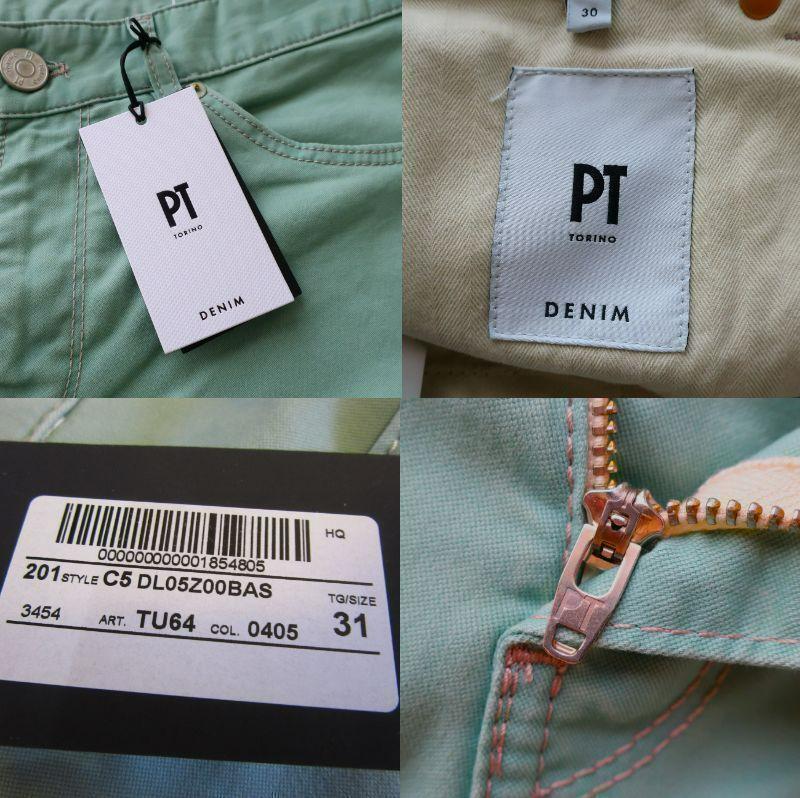 PT
TORINO
DENIM
30
PT
TORINO
DENIM
HQ
000000000001854805
201 STYLE C5 DL05Z00BAS
TG/SIZE
3454 ART. TU64 COL. 0405 31
PT